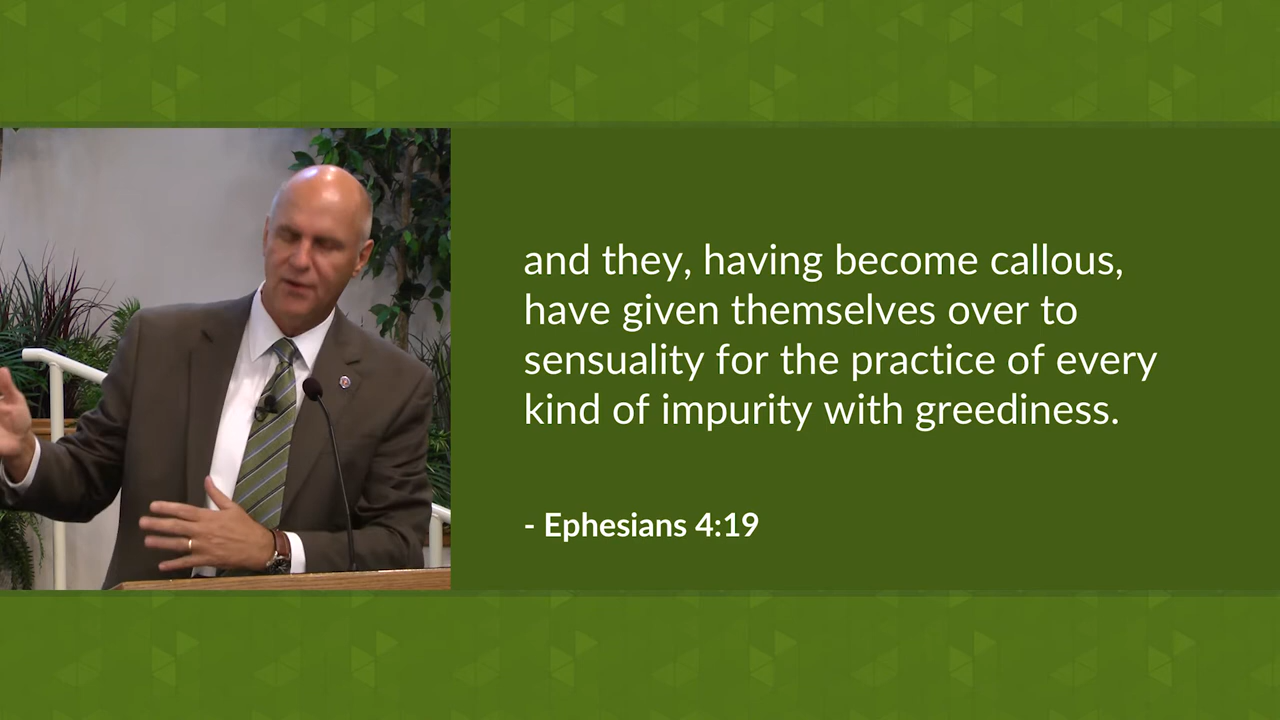 and they, having become callous,
have given themselves over to
sensuality for the practice of every
kind of impurity with greediness.
- Ephesians 4:19